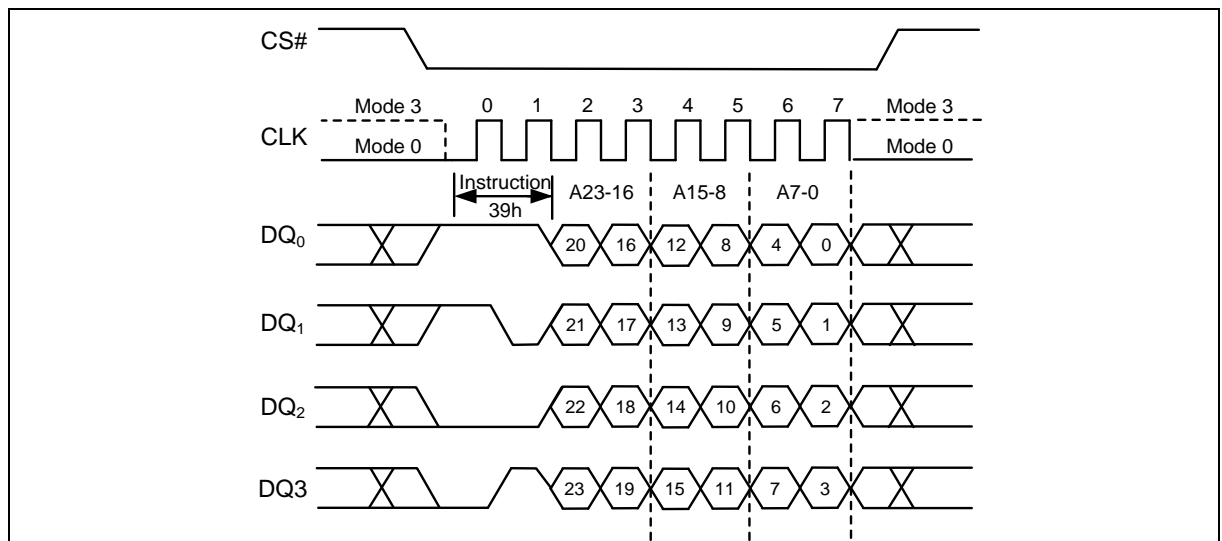 CS#
Mode 3 0 1 2 3 4 5 6 7 Mode 3
CLK
Mode 0 Mode 0
Instruction A23-16 A15-8 A7-0
39h
DQ0 20 16 12 8 4 0
DQ1 21 17 13 9 5 1
DQ2 22 18 14 10 6 2
DQ3 23 19 15 11 7 3